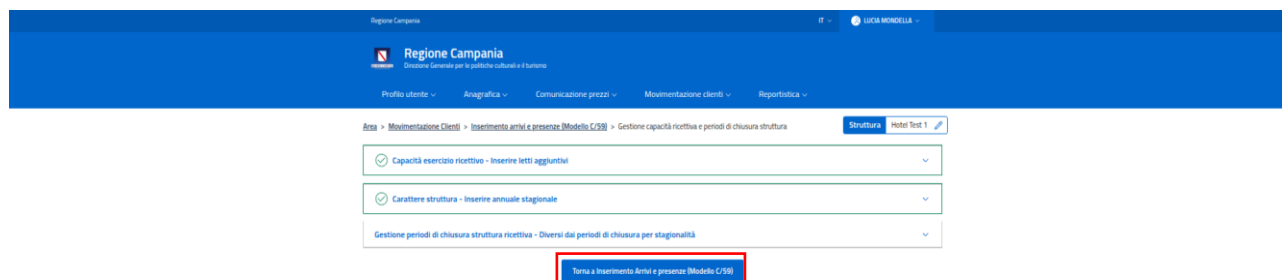 Regione Campania
IT
LUCIA MONDELLA
Regione Campania
Direzione Generale per le politiche culturali e il turismo
Profilo utente Anagrafica Comunicazione prezzi Movimentazione clienti Reportistica
Area > Movimentazione Clienti > Inserimento arrivi e presenze (Modello C/59) > Gestione capacità ricettiva e periodi di chiusura struttura
Struttura Hotel Test 1
Capacità esercizio ricettivo - Inserire letti aggiuntivi
Carattere struttura - Inserire annuale stagionale
Gestione periodi di chiusura struttura ricettiva - Diversi dai periodi di chiusura per stagionalità
Torna a Inserimento Arrivi e presenze (Modello C/59)